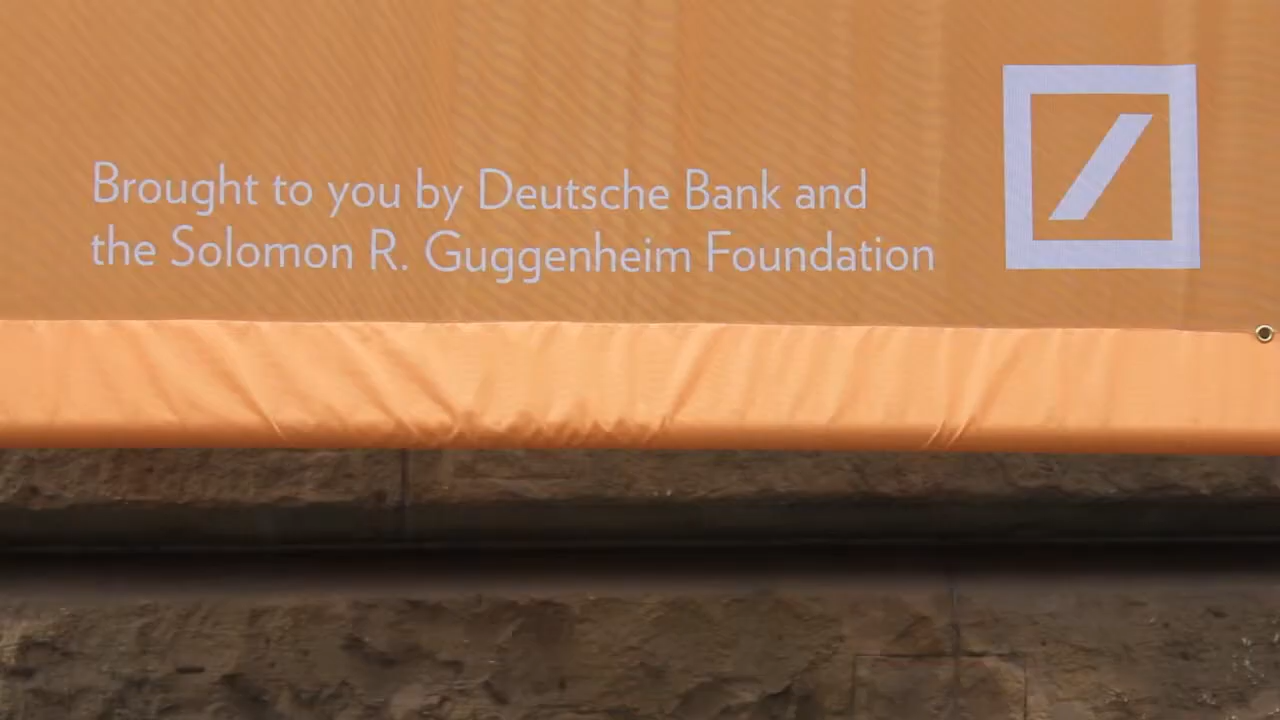 Brought to you by Deutsche Bank and
the Solomon R. Guggenheim Foundation